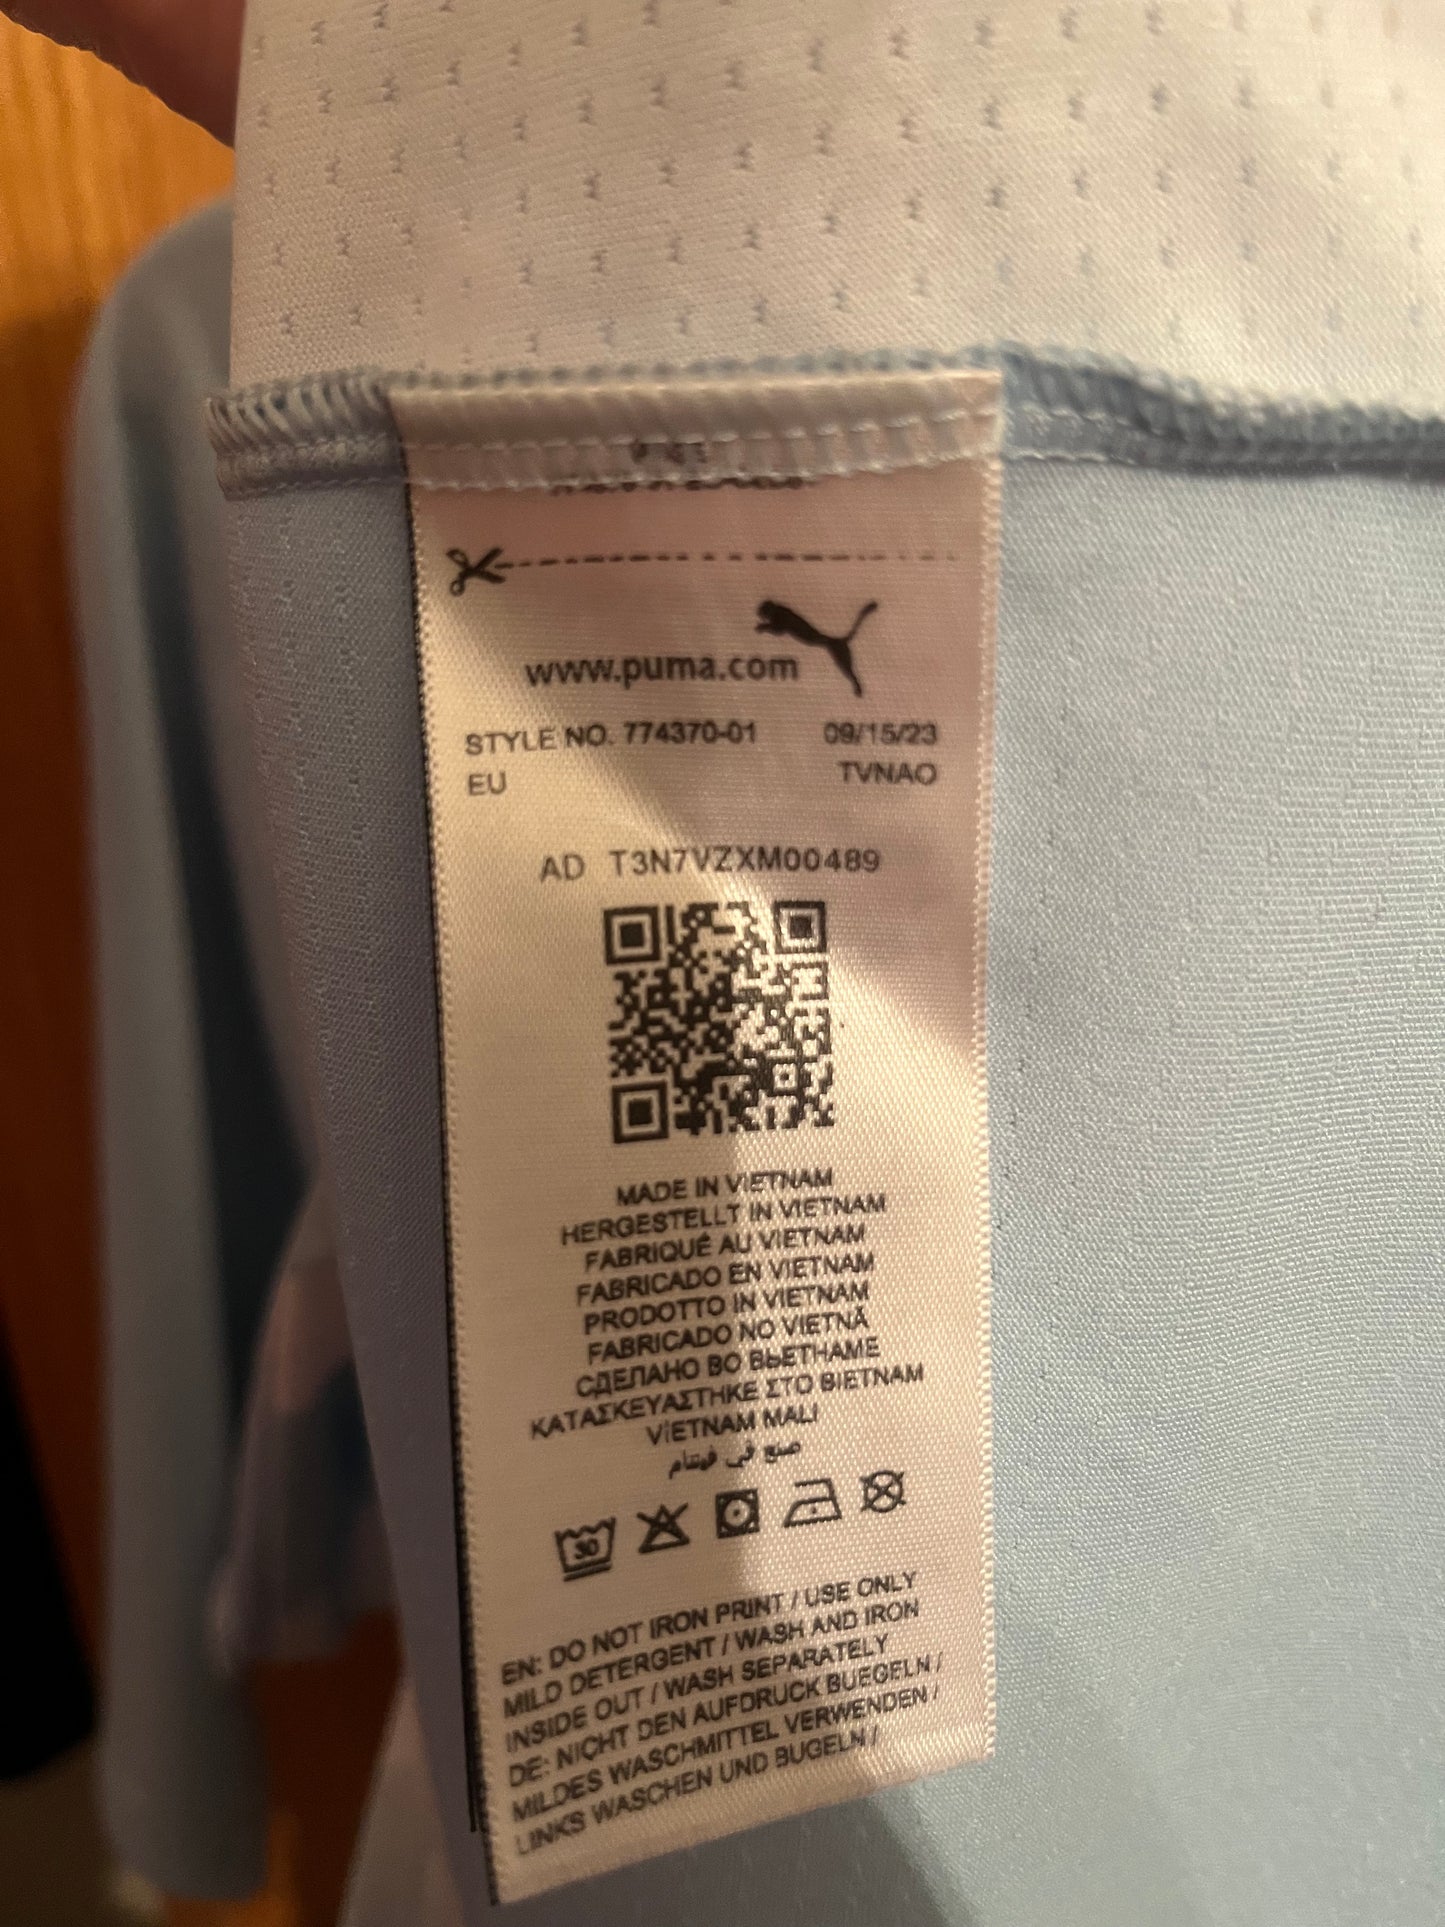 www.puma.com
STYLE NO. 774370-01 09/15/23
EU TVNAO
AD T3N7VZXM00489
MADE IN VIETNAM
HERGESTELLT IN VIETNAM
FABRIQUÉ AU VIETNAM
FABRICADO EN VIETNAM
PRODOTTO IN VIETNAM
FABRICADO NO VIETNÃ
СДЕЛАНО ВО ВЬЕТНАМЕ
ΚΑΤΑΣΚΕΥΑΣΤΗΚΕ ΣΤΟ ΒΙΕΤΝΑΜ
VİETNAM MALI
صنع في فيتنام
30
EN: DO NOT IRON PRINT / USE ONLY
MILD DETERGENT / WASH AND IRON
INSIDE OUT / WASH SEPARATELY
DE: NICHT DEN AUFDRUCK BUEGELN /
MILDES WASCHMITTEL VERWENDEN /
LINKS WASCHEN UND BUGELN /